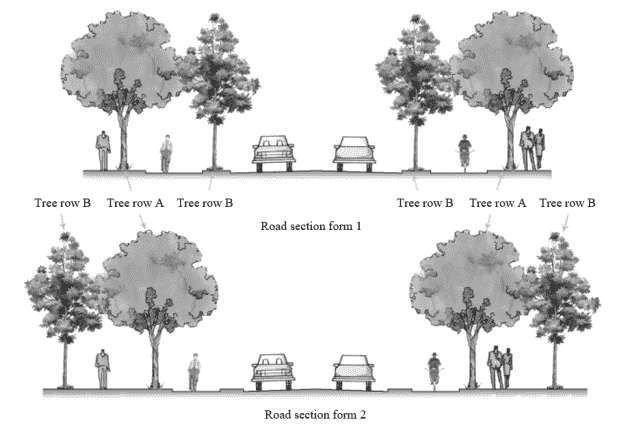 Tree row B Tree row A Tree row B Tree row B Tree row A Tree row B
Road section form 1
Road section form 2